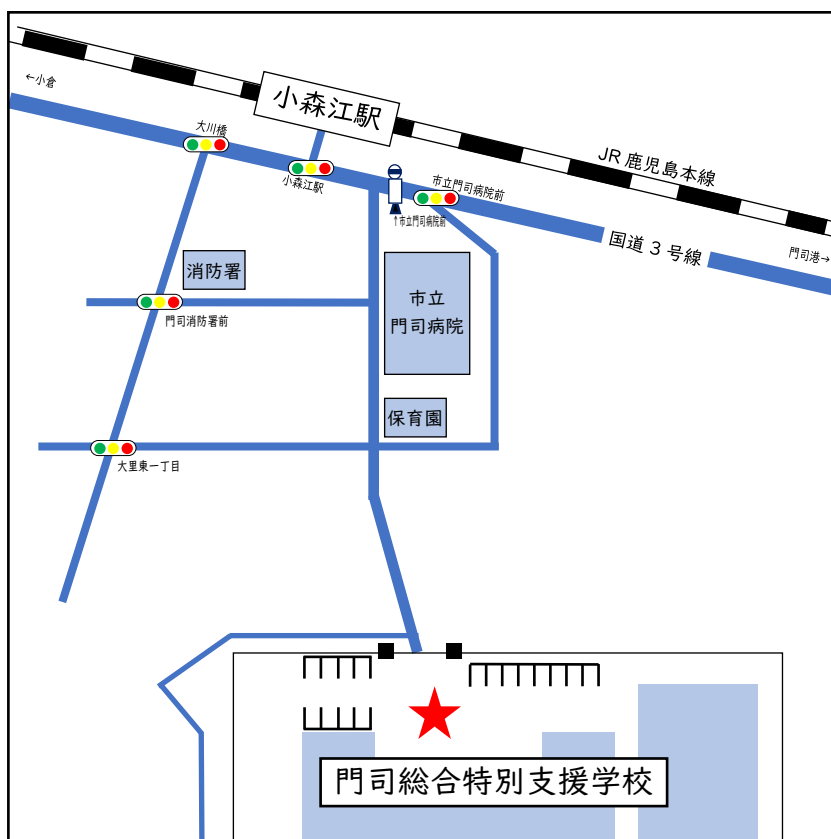 ←小倉
小森江駅
大川橋
JR鹿児島本線
小森江駅
市立門司病院前
↑市立門司病院前
国道3号線
門司港→
消防署
市立
門司病院
門司消防署前
保育園
大里東一丁目
門司総合特別支援学校